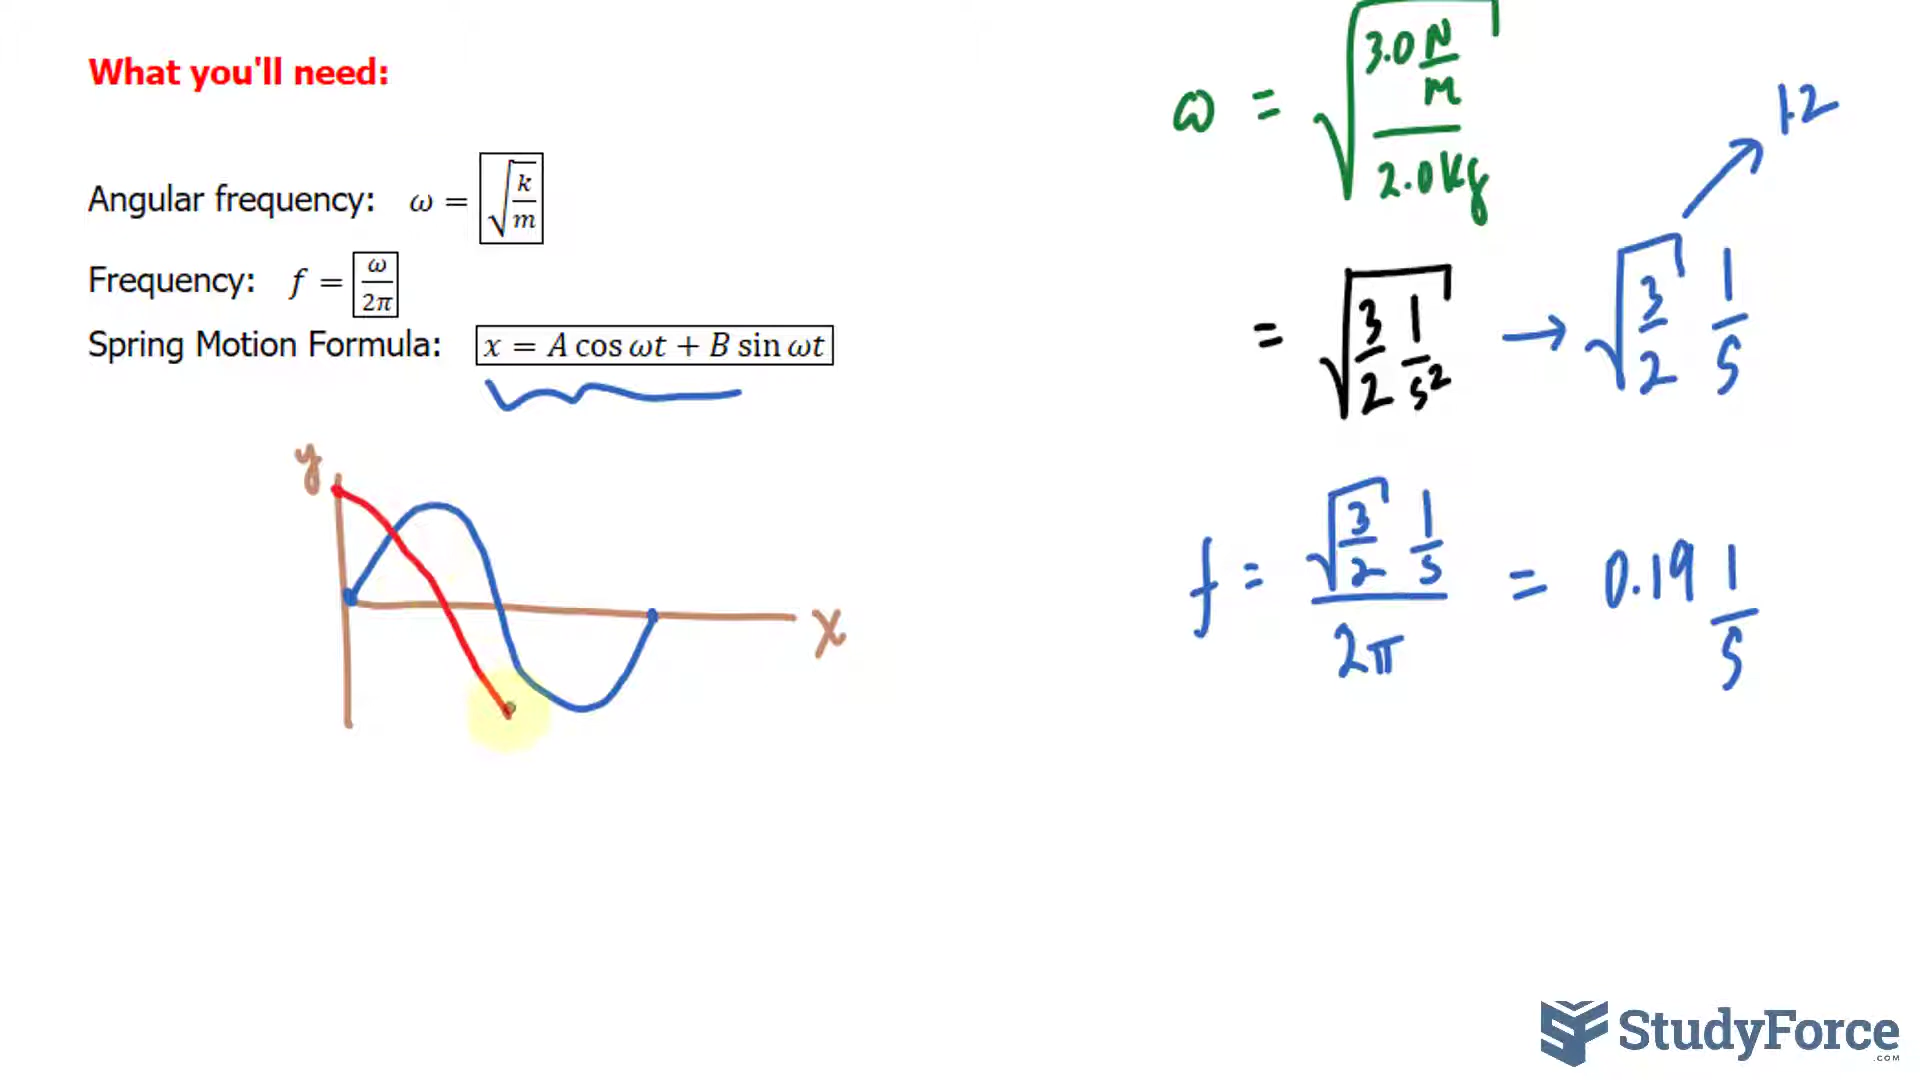 What you'll need:
Angular frequency: ω = √(k/m)
Frequency: f = ω/2π
Spring Motion Formula: x = A cos ωt + B sin ωt
y
x
ω = √(3.0 N/m / 2.0 kg)
1.2
= √(3/2 1/s²) → √(3/2) 1/s
f = √(3/2) 1/s / 2π = 0.19 1/s
StudyForce
.COM